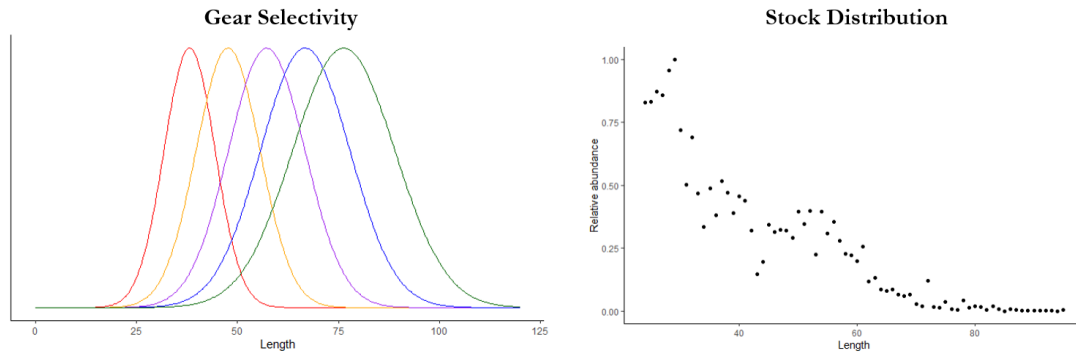 Gear Selectivity
0 25 50 75 100 125
Length
Stock Distribution
1.00
0.75
0.50
0.25
0.00
Relative abundance
40 60 80
Length